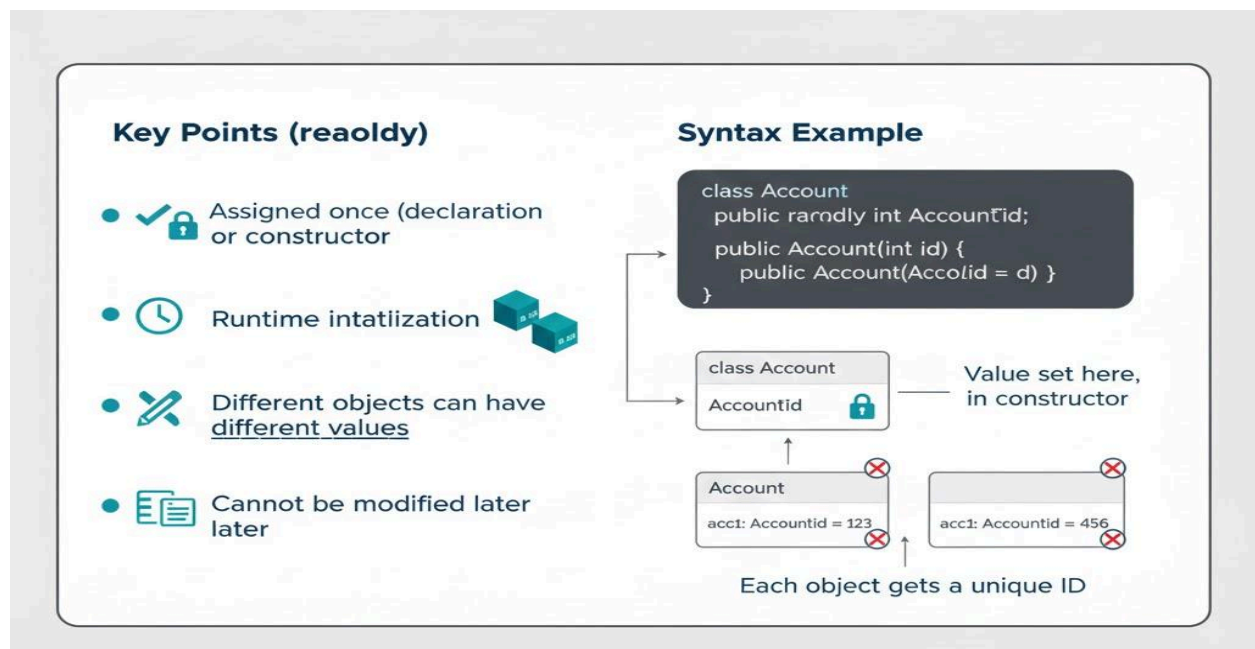 Key Points (reaoldy)
Assigned once (declaration
or constructor
Runtime intatiization
Different objects can have
different values
Cannot be modified later
later
Syntax Example
class Account
public ramodly int Accountid;
public Account(int id) {
public Account(Accolid = d) }
}
class Account
Accountid
Value set here,
in constructor
Account
acc1: Accountid = 123
acc1: Accountid = 456
Each object gets a unique ID